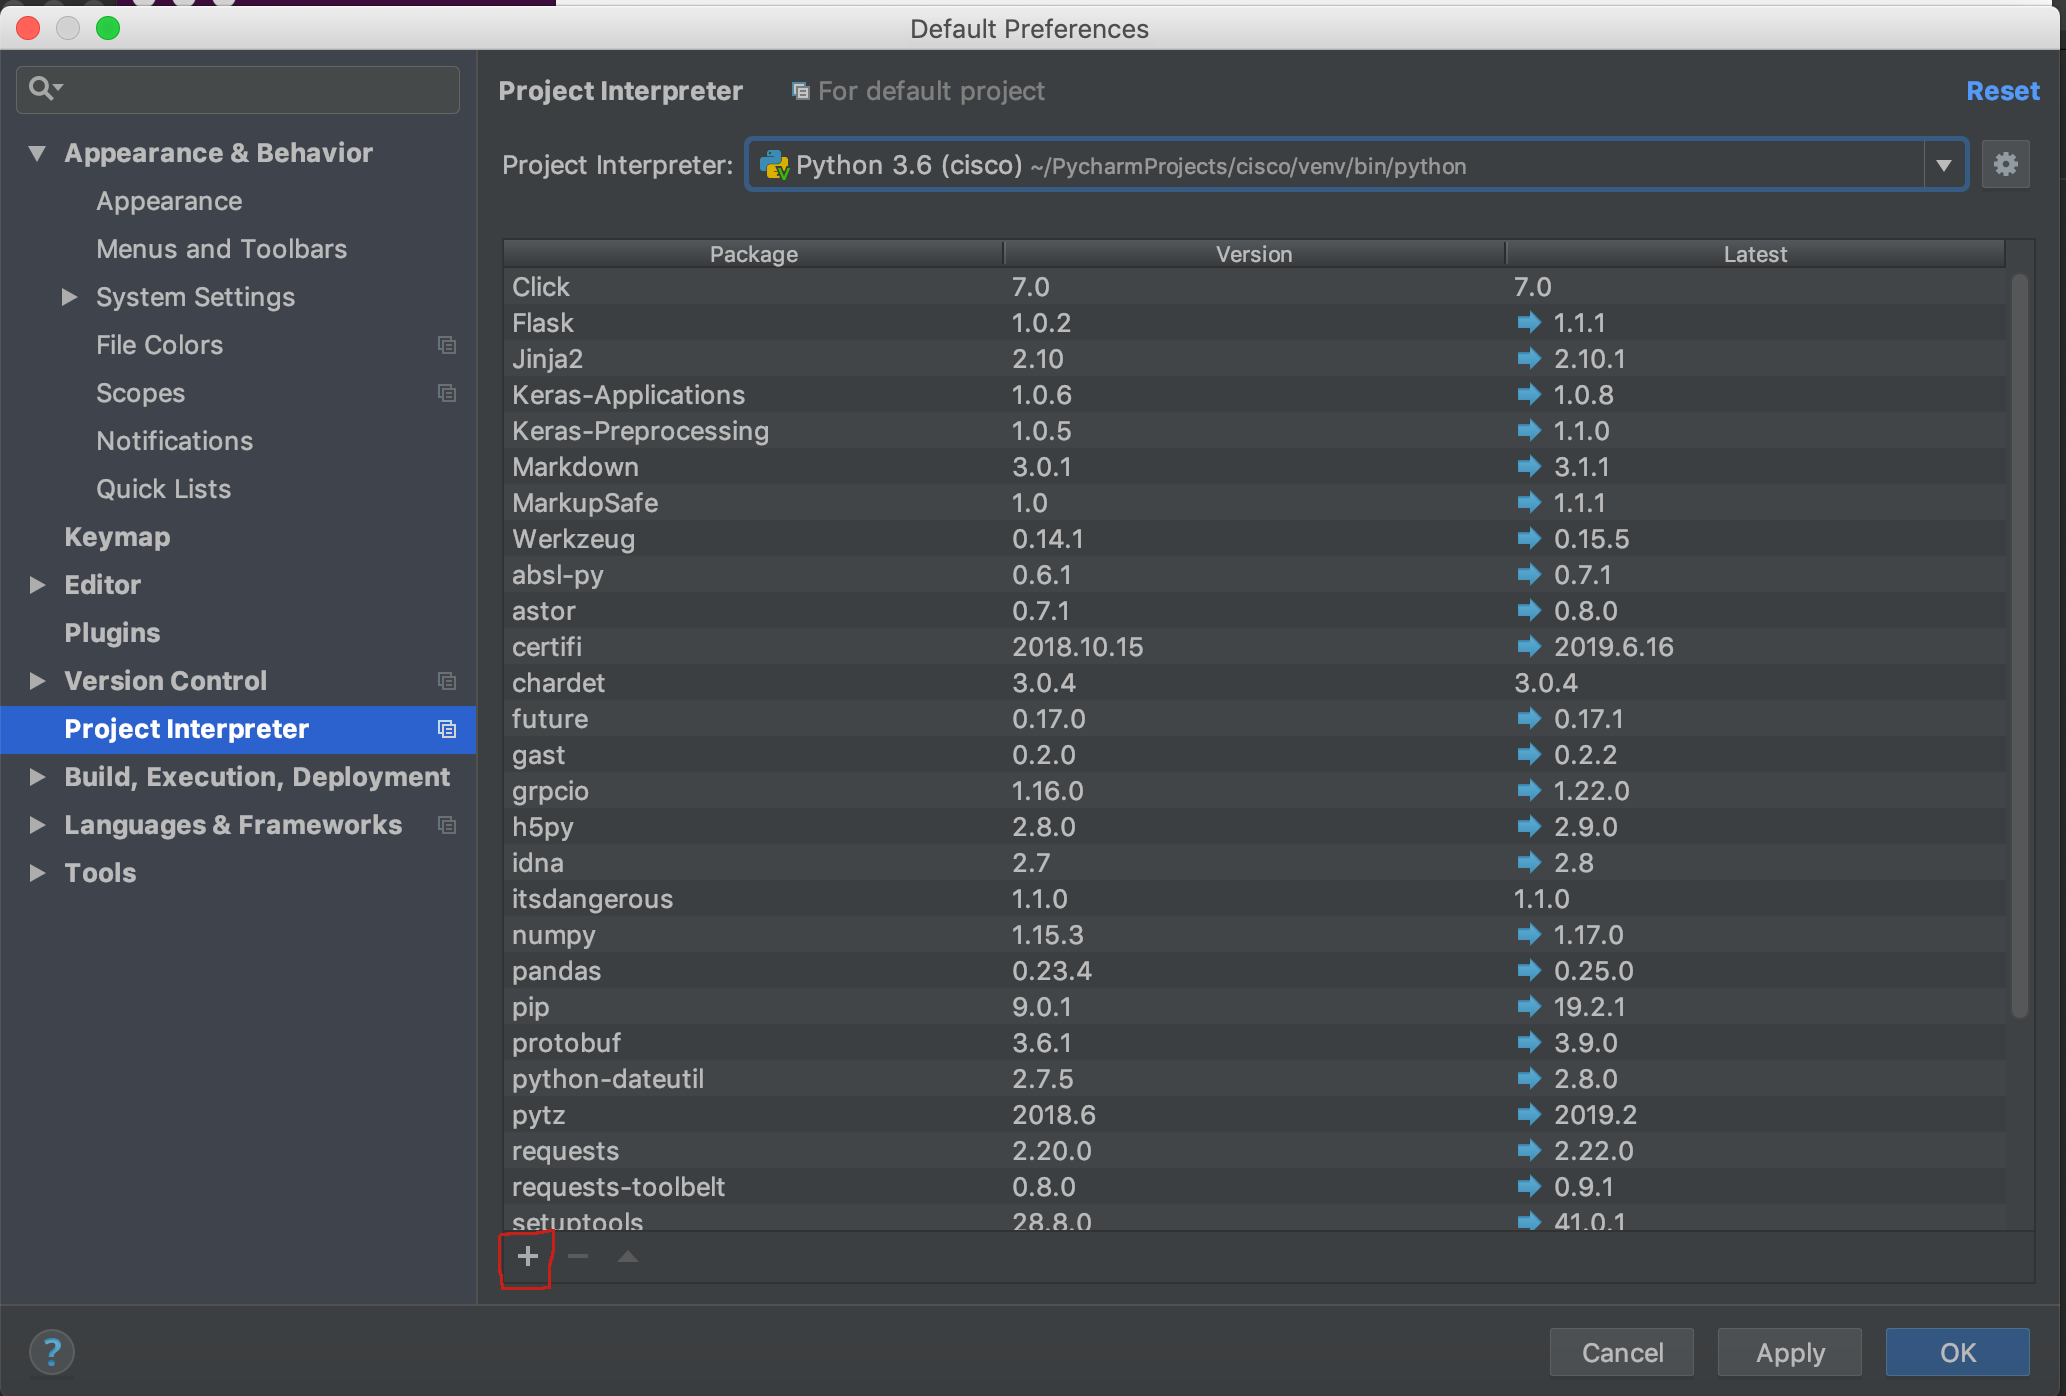 Default Preferences
Project Interpreter For default project Reset
Project Interpreter: Python 3.6 (cisco) ~/PycharmProjects/cisco/venv/bin/python
Appearance & Behavior
Appearance
Menus and Toolbars
System Settings
File Colors
Scopes
Notifications
Quick Lists
Keymap
Editor
Plugins
Version Control
Project Interpreter
Build, Execution, Deployment
Languages & Frameworks
Tools
Package Version Latest
Click 7.0 7.0
Flask 1.0.2 1.1.1
Jinja2 2.10 2.10.1
Keras-Applications 1.0.6 1.0.8
Keras-Preprocessing 1.0.5 1.1.0
Markdown 3.0.1 3.1.1
MarkupSafe 1.0 1.1.1
Werkzeug 0.14.1 0.15.5
absl-py 0.6.1 0.7.1
astor 0.7.1 0.8.0
certifi 2018.10.15 2019.6.16
chardet 3.0.4 3.0.4
future 0.17.0 0.17.1
gast 0.2.0 0.2.2
grpcio 1.16.0 1.22.0
h5py 2.8.0 2.9.0
idna 2.7 2.8
itsdangerous 1.1.0 1.1.0
numpy 1.15.3 1.17.0
pandas 0.23.4 0.25.0
pip 9.0.1 19.2.1
protobuf 3.6.1 3.9.0
python-dateutil 2.7.5 2.8.0
pytz 2018.6 2019.2
requests 2.20.0 2.22.0
requests-toolbelt 0.8.0 0.9.1
setuptools 28.8.0 41.0.1
Cancel Apply OK